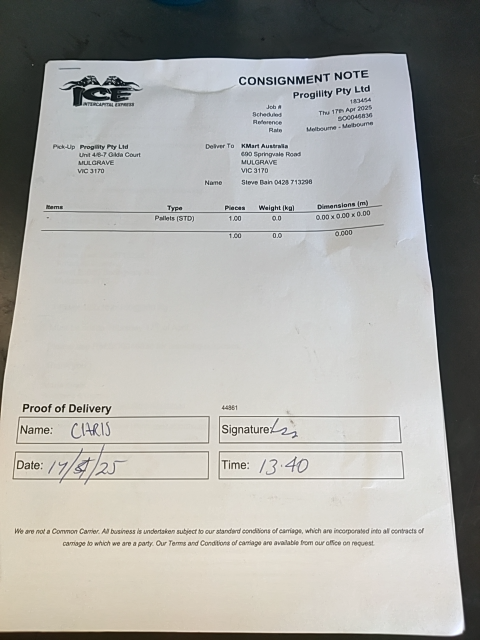 ICE
INTERCAPITAL EXPRESS
CONSIGNMENT NOTE
Progility Pty Ltd
Job # 183454
Scheduled Thu 17th Apr 2025
Reference SO0046836
Rate Melbourne - Melbourne
Pick-Up Progility Pty Ltd
Unit 4/6-7 Gilda Court
MULGRAVE
VIC 3170
Deliver To KMart Australia
690 Springvale Road
MULGRAVE
VIC 3170
Name Steve Bain 0428 713298
Items Type Pieces Weight (kg) Dimensions (m)
- Pallets (STD) 1.00 0.0 0.00 x 0.00 x 0.00
1.00 0.0 0.000
Proof of Delivery 44861
Name: CHRIS Signature:
Date: 17/4/25 Time: 13.40
We are not a Common Carrier. All business is undertaken subject to our standard conditions of carriage, which are incorporated into all contracts of
carriage to which we are a party. Our Terms and Conditions of carriage are available from our office on request.